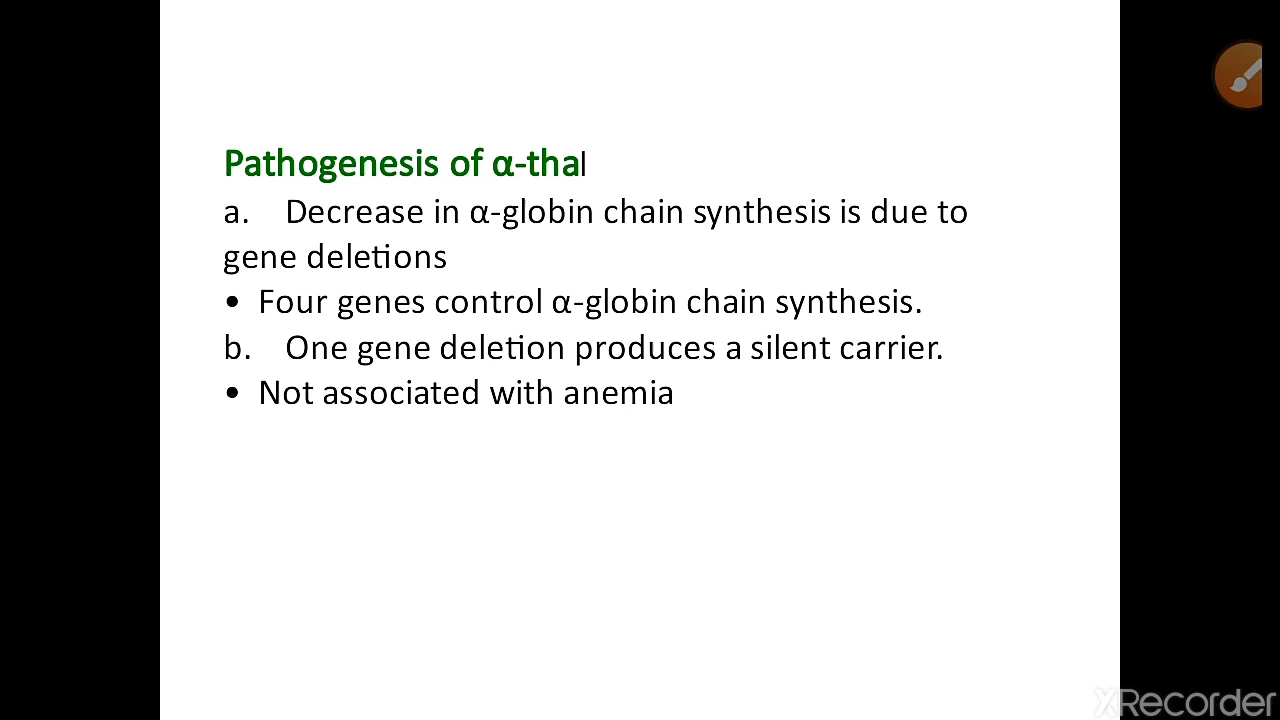 Pathogenesis of α-thal
a. Decrease in α-globin chain synthesis is due to
gene deletions
• Four genes control α-globin chain synthesis.
b. One gene deletion produces a silent carrier.
• Not associated with anemia
XRecorder